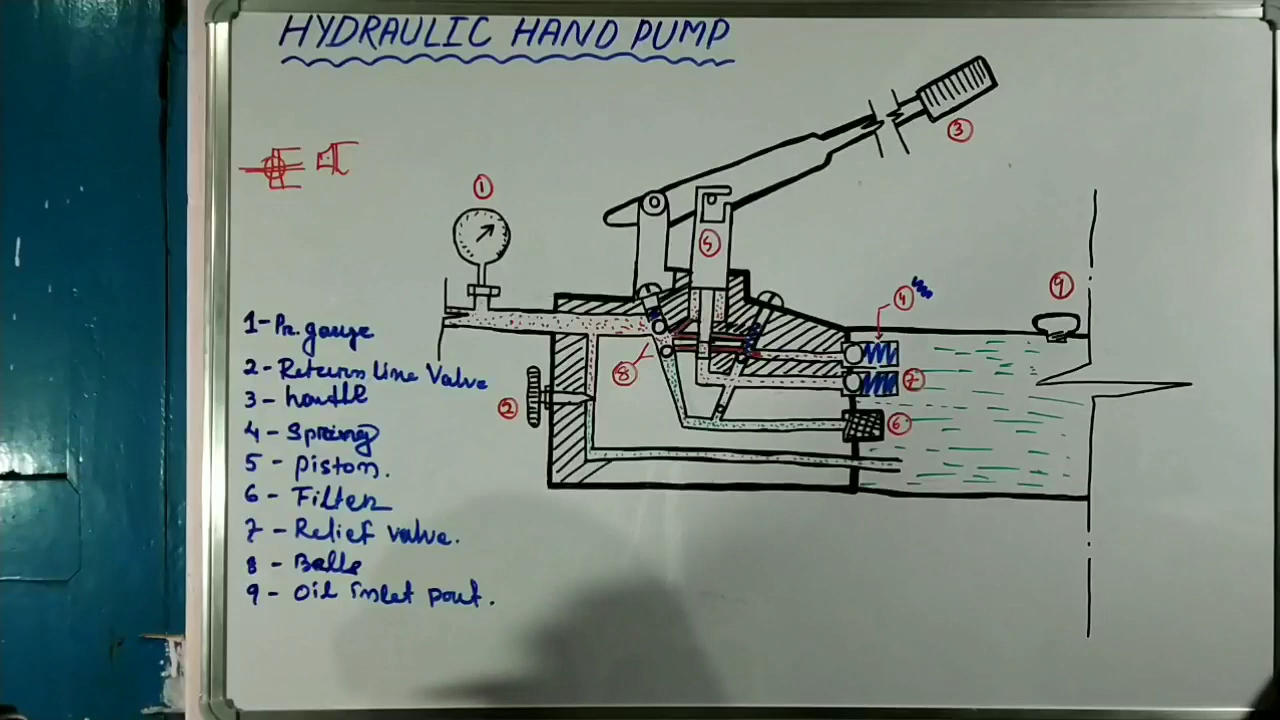 HYDRAULIC HAND PUMP
3
1
5
4
9
8
7
2
6
1-Pr. gauge
2-Return line Valve
3 - handle
4 - Spring
5 - piston.
6 - Filter
7 - Relief valve.
8 - Balls
9 - Oil inlet port.